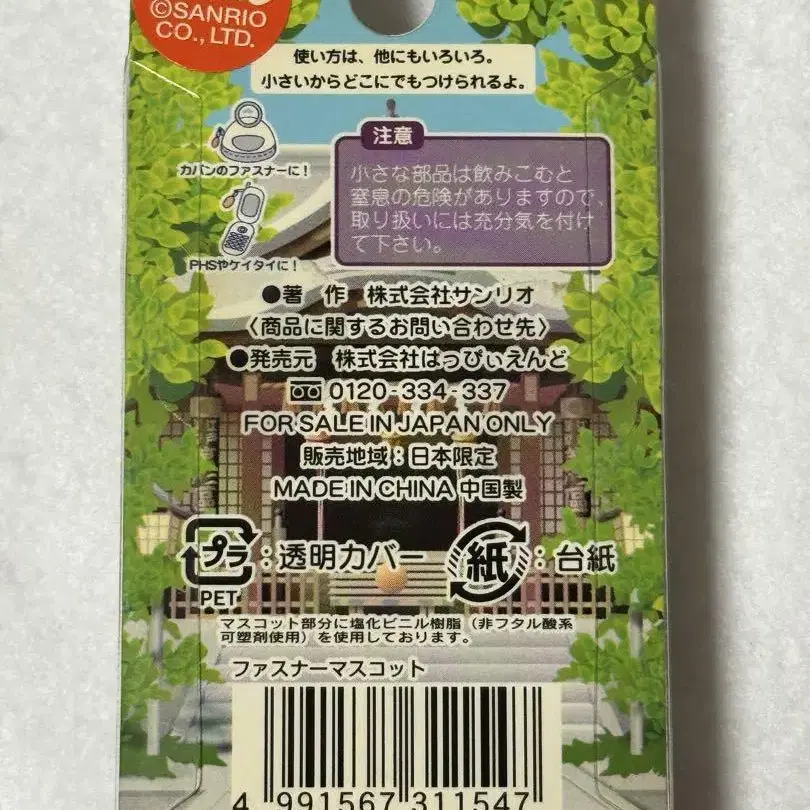 ©SANRIO
CO., LTD.
使い方は、他にもいろいろ。
小さいからどこにでもつけられるよ。
カバンのファスナーに!
PHSやケイタイに!
注意
小さな部品は飲みこむと
窒息の危険がありますので、
取り扱いには充分気を付け
て下さい。
●著 作 株式会社サンリオ
〈商品に関するお問い合わせ先〉
●発売元 株式会社はっぴぃえんど
0120-334-337
FOR SALE IN JAPAN ONLY
販売地域:日本限定
MADE IN CHINA 中国製
プラ:透明カバー
PET
紙:台紙
マスコット部分に塩化ビニル樹脂(非フタル酸系
可塑剤使用)を使用しております。
ファスナーマスコット
4 991567 311547